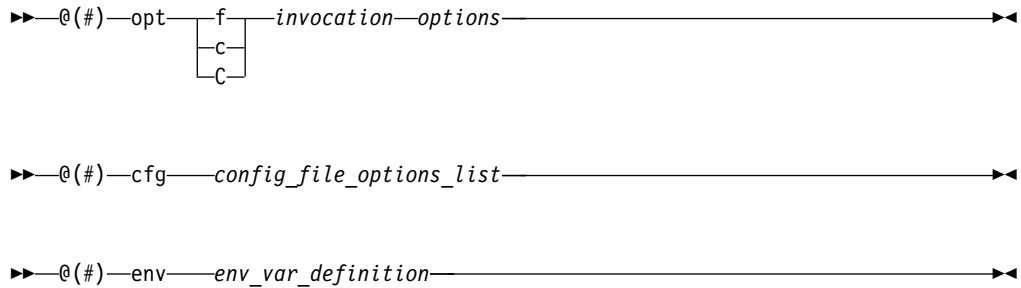 ►►—@(#)—opt—f—invocation—options—►◄
c
C
►►—@(#)—cfg—config_file_options_list—►◄
►►—@(#)—env—env_var_definition—►◄